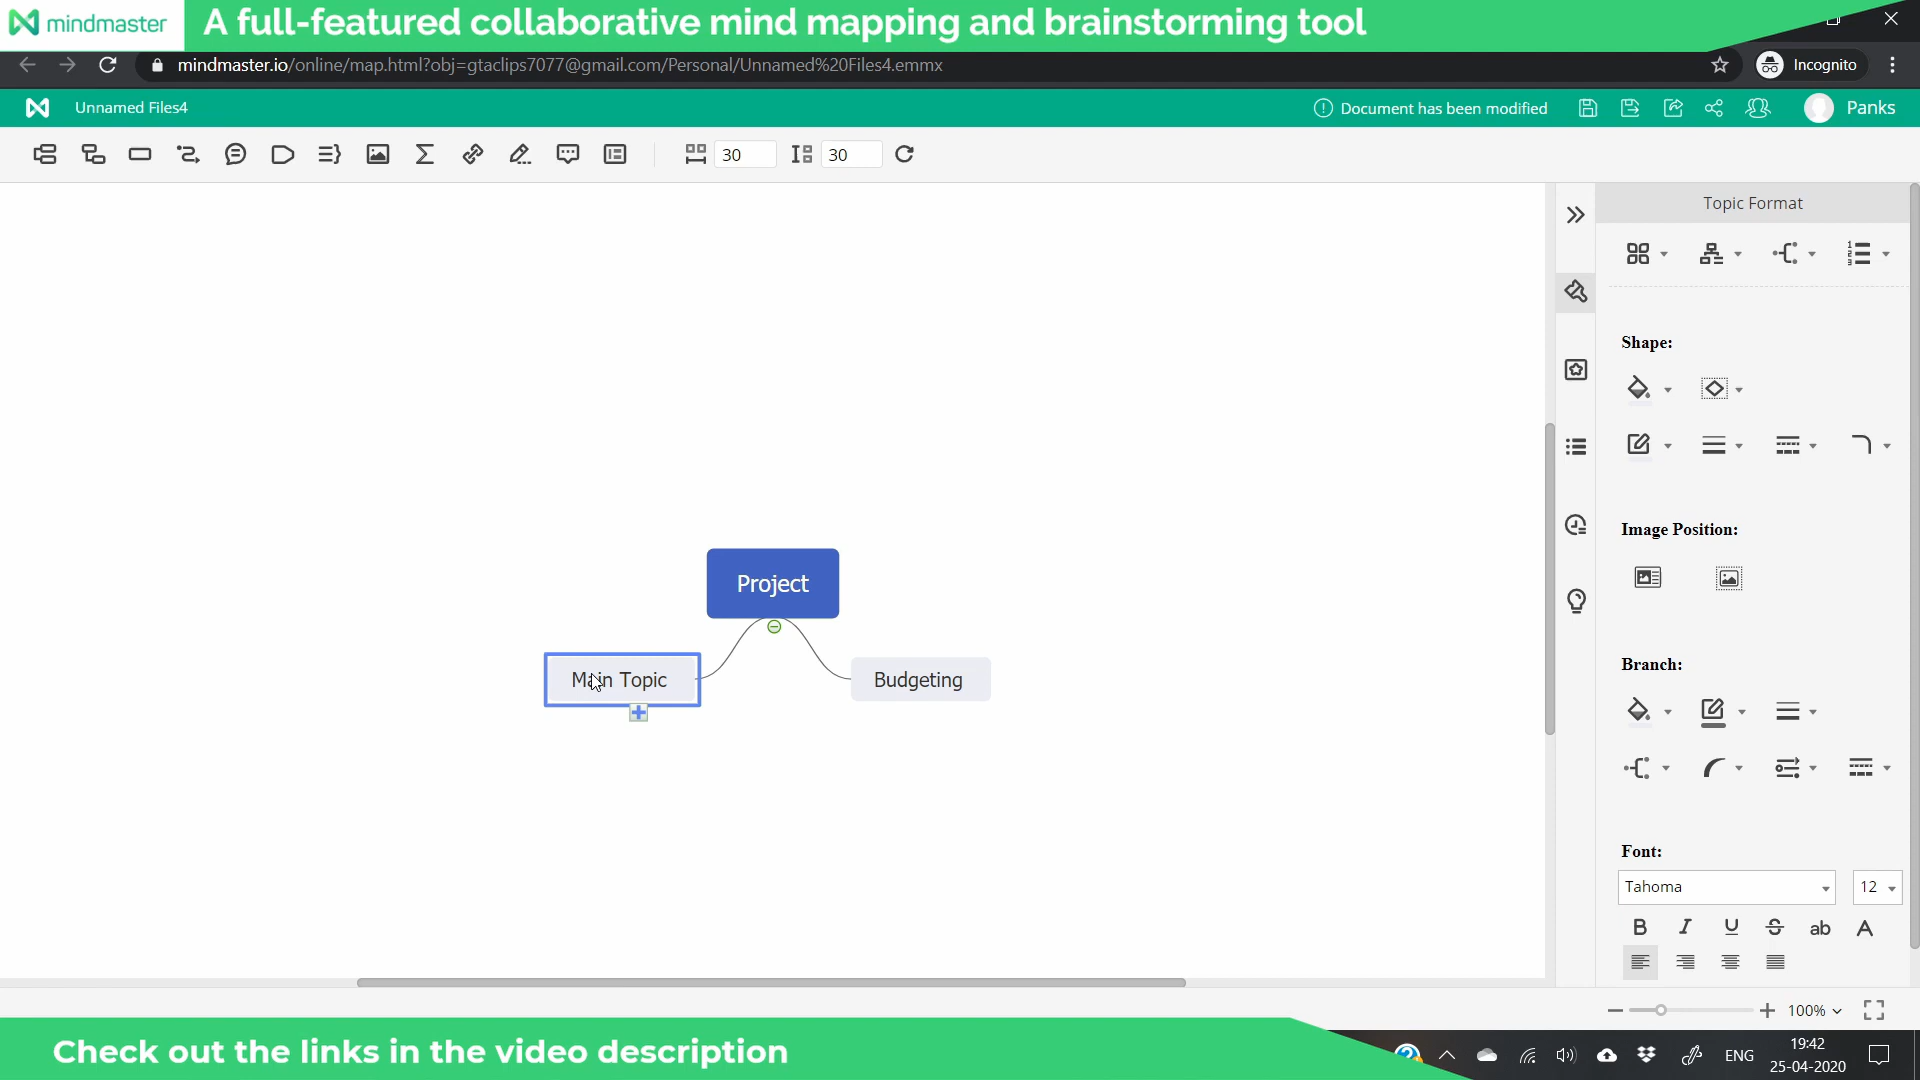 mindmaster
A full-featured collaborative mind mapping and brainstorming tool
mindmaster.io/online/map.html?obj=gtaclips7077@gmail.com/Personal/Unnamed%20Files4.emmx
Incognito
Unnamed Files4
Document has been modified
Panks
30
30
Topic Format
Shape:
Image Position:
Project
Main Topic
Budgeting
Branch:
Font:
Tahoma
12
B I U S ab A
100%
Check out the links in the video description
ENG
19:42
25-04-2020